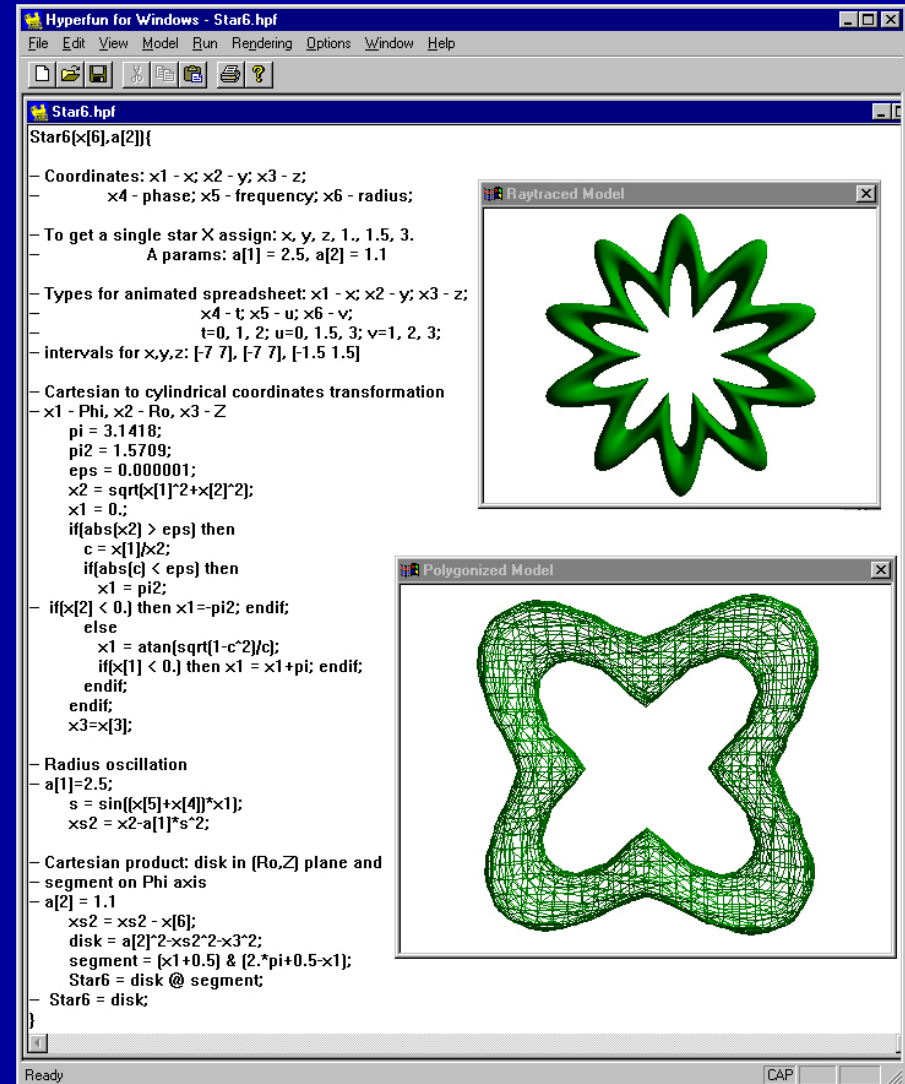 Hyperfun for Windows - Star6.hpf
File Edit View Model Run Rendering Options Window Help
Star6.hpf
Star6(x[6],a[2]){
– Coordinates: x1 - x; x2 - y; x3 - z;
– x4 - phase; x5 - frequency; x6 - radius;
– To get a single star X assign: x, y, z, 1., 1.5, 3.
– A params: a[1] = 2.5, a[2] = 1.1
– Types for animated spreadsheet: x1 - x; x2 - y; x3 - z;
– x4 - t; x5 - u; x6 - v;
– t=0, 1, 2; u=0, 1.5, 3; v=1, 2, 3;
– intervals for x,y,z: [-7 7], [-7 7], [-1.5 1.5]
– Cartesian to cylindrical coordinates transformation
– x1 - Phi, x2 - Ro, x3 - Z
pi = 3.1418;
pi2 = 1.5709;
eps = 0.000001;
x2 = sqrt(x[1]^2+x[2]^2);
x1 = 0.;
if(abs(x2) > eps) then
c = x[1]/x2;
if(abs(c) < eps) then
x1 = pi2;
– if(x[2] < 0.) then x1=-pi2; endif;
else
x1 = atan(sqrt(1-c^2)/c);
if(x[1] < 0.) then x1 = x1+pi; endif;
endif;
endif;
x3=x[3];
– Radius oscillation
– a[1]=2.5;
s = sin((x[5]+x[4])*x1);
xs2 = x2-a[1]*s^2;
– Cartesian product: disk in (Ro,Z) plane and
– segment on Phi axis
– a[2] = 1.1
xs2 = xs2 - x[6];
disk = a[2]^2-xs2^2-x3^2;
segment = (x1+0.5) & (2.*pi+0.5-x1);
Star6 = disk @ segment;
– Star6 = disk;
}
Raytraced Model
Polygonized Model
Ready
CAP